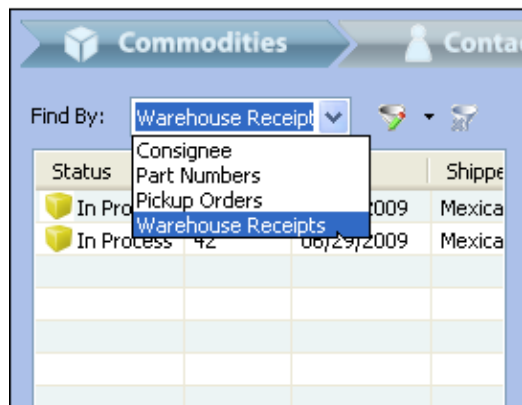 Commodities
Find By:
Warehouse Receipt
Consignee
Part Numbers
Pickup Orders
Warehouse Receipts
Status
Shippe
In Pro
2009
Mexica
In Process
42
06/29/2009
Mexica